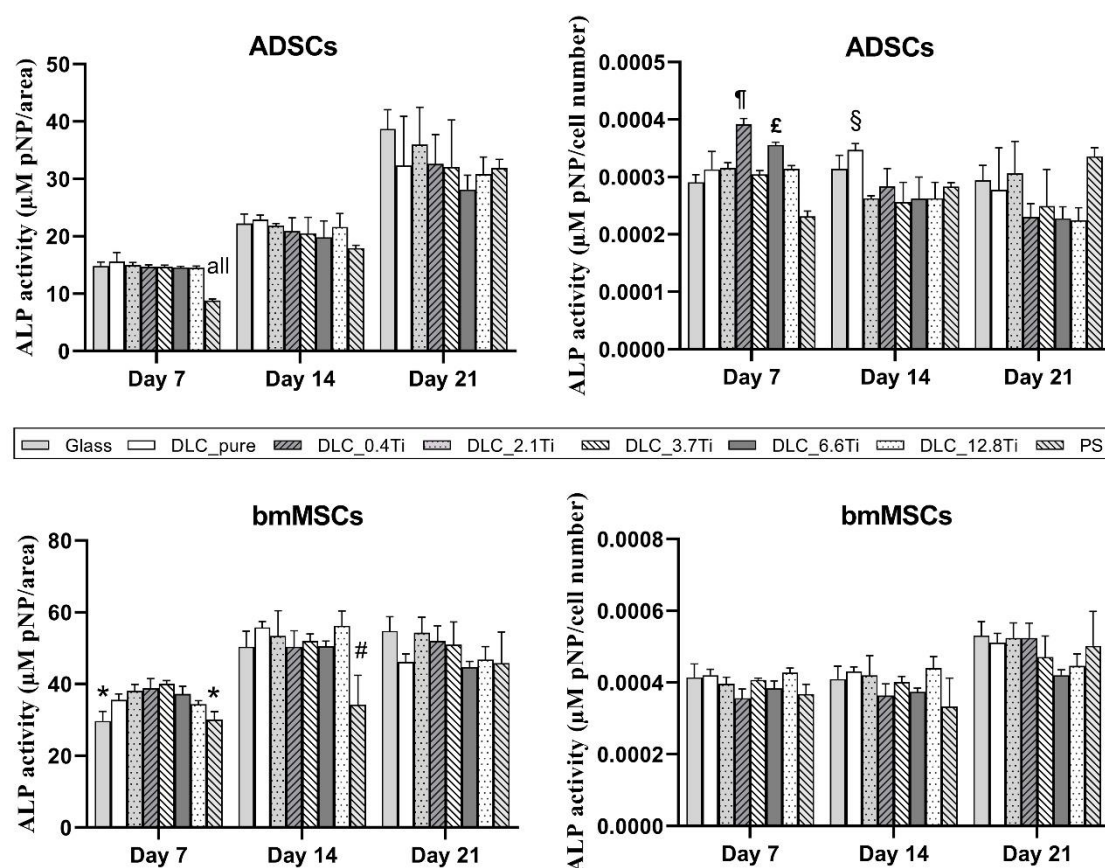 ADSCs
ALP activity (µM pNP/area)
50
40
30
20
10
0
all
Day 7 Day 14 Day 21
ADSCs
ALP activity (µM pNP/cell number)
0.0005
0.0004
0.0003
0.0002
0.0001
0.0000
¶
£
§
Day 7 Day 14 Day 21
Glass DLC_pure DLC_0.4Ti DLC_2.1Ti DLC_3.7Ti DLC_6.6Ti DLC_12.8Ti PS
bmMSCs
ALP activity (µM pNP/area)
80
60
40
20
0
* *
#
Day 7 Day 14 Day 21
bmMSCs
ALP activity (µM pNP/cell number)
0.0008
0.0006
0.0004
0.0002
0.0000
Day 7 Day 14 Day 21